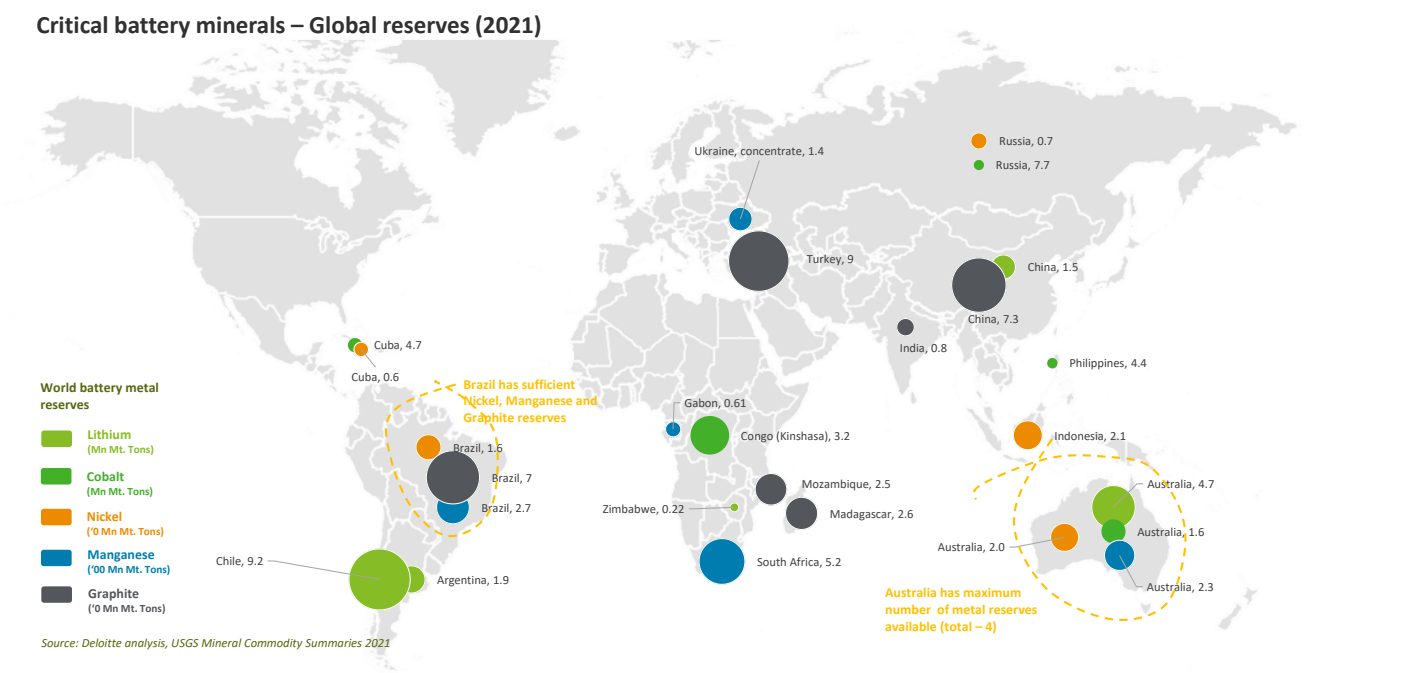 Critical battery minerals – Global reserves (2021)
Ukraine, concentrate, 1.4
Russia, 0.7
Russia, 7.7
Turkey, 9
China, 1.5
China, 7.3
India, 0.8
Philippines, 4.4
Cuba, 4.7
Cuba, 0.6
Brazil has sufficient
Nickel, Manganese and
Graphite reserves
Gabon, 0.61
Congo (Kinshasa), 3.2
Indonesia, 2.1
Brazil, 1.6
Brazil, 7
Brazil, 2.7
Mozambique, 2.5
Madagascar, 2.6
Zimbabwe, 0.22
South Africa, 5.2
Australia, 4.7
Australia, 1.6
Australia, 2.0
Australia, 2.3
Chile, 9.2
Argentina, 1.9
Australia has maximum
number of metal reserves
available (total – 4)
World battery metal
reserves
Lithium
(Mn Mt. Tons)
Cobalt
(Mn Mt. Tons)
Nickel
('0 Mn Mt. Tons)
Manganese
('00 Mn Mt. Tons)
Graphite
('0 Mn Mt. Tons)
Source: Deloitte analysis, USGS Mineral Commodity Summaries 2021